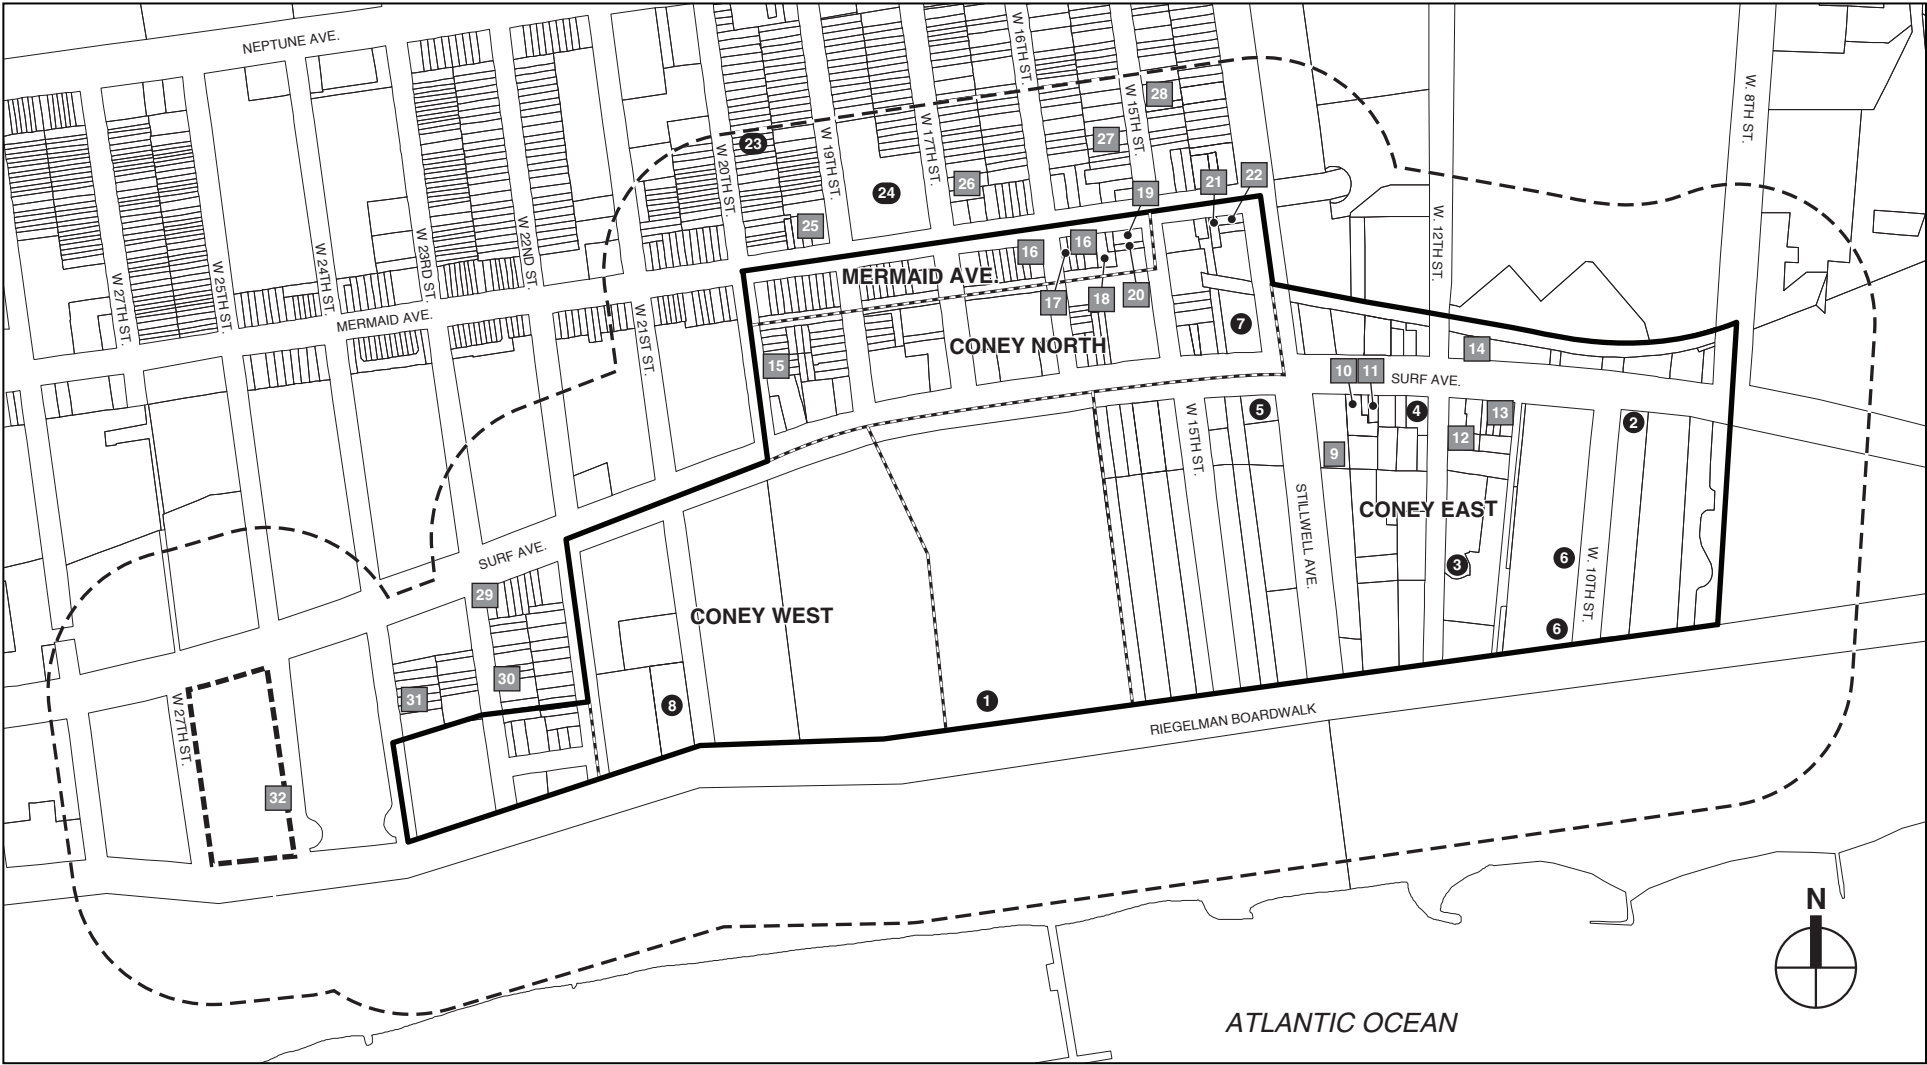 NEPTUNE AVE.
W 16TH ST.
W. 8TH ST.
28
W 15TH ST.
27
23
W 19TH ST.
W 17TH ST.
W 20TH ST.
26
24
19
21
22
25
W 22ND ST.
W 23RD ST.
W 24TH ST.
W 25TH ST.
W 27TH ST.
W. 12TH ST.
16
16
MERMAID AVE.
17
18
20
W 21ST ST.
MERMAID AVE.
7
CONEY NORTH
14
15
10
11
SURF AVE.
5
4
13
2
W 15TH ST.
12
9
STILLWELL AVE.
CONEY EAST
SURF AVE.
3
6
W. 10TH ST.
29
CONEY WEST
6
30
31
8
1
W 27TH ST.
RIEGELMAN BOARDWALK
32
N
ATLANTIC OCEAN